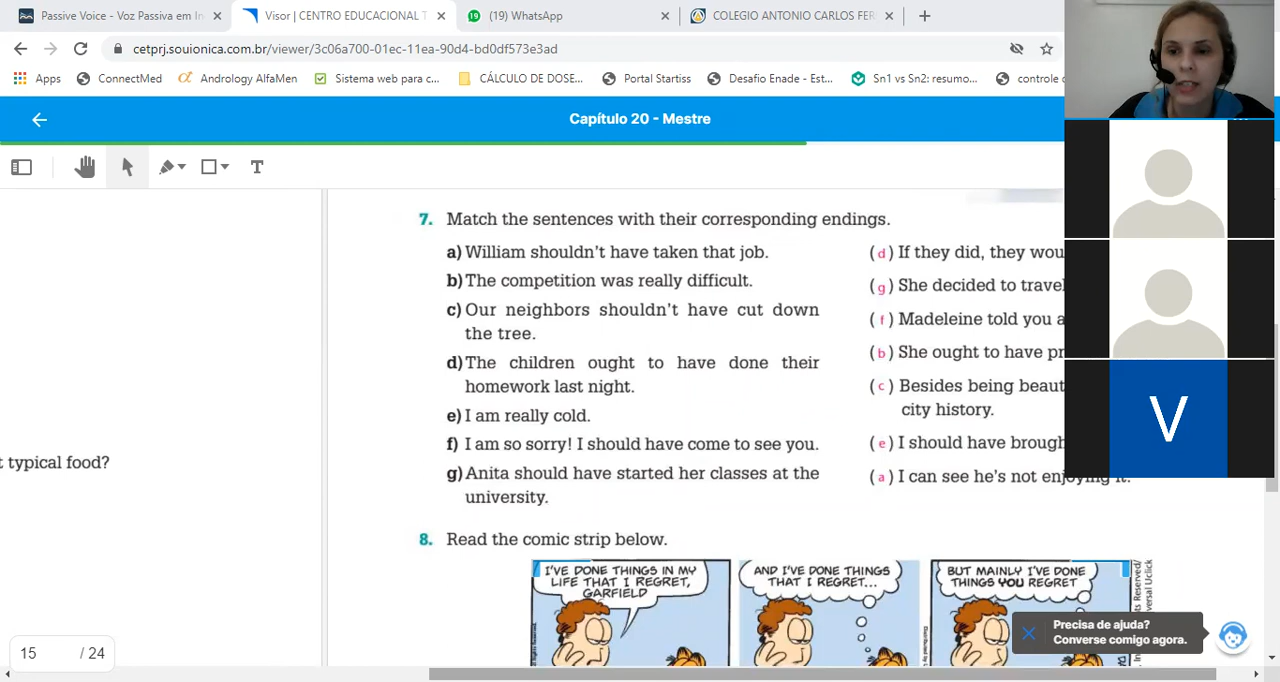 Passive Voice - Voz Passiva em In
Visor | CENTRO EDUCACIONAL T
(19) WhatsApp
COLEGIO ANTONIO CARLOS FER
cetprj.souionica.com.br/viewer/3c06a700-01ec-11ea-90d4-bd0df573e3ad
Apps
ConnectMed
Andrology AlfaMen
Sistema web para c...
CÁLCULO DE DOSE...
Portal Startiss
Desafio Enade - Est...
Sn1 vs Sn2: resumo...
controle c
Capítulo 20 - Mestre
T
7. Match the sentences with their corresponding endings.
a) William shouldn't have taken that job.
b) The competition was really difficult.
c) Our neighbors shouldn't have cut down
the tree.
d) The children ought to have done their
homework last night.
e) I am really cold.
f) I am so sorry! I should have come to see you.
g) Anita should have started her classes at the
university.
(d) If they did, they wou
(g) She decided to travel
(f) Madeleine told you a
(b) She ought to have pr
(c) Besides being beaut
city history.
(e) I should have brough
(a) I can see he's not enjoying it.
V
t typical food?
8. Read the comic strip below.
I'VE DONE THINGS IN MY
LIFE THAT I REGRET,
GARFIELD
AND I'VE DONE THINGS
THAT I REGRET...
BUT MAINLY I'VE DONE
THINGS YOU REGRET
Precisa de ajuda?
Converse comigo agora.
15 / 24